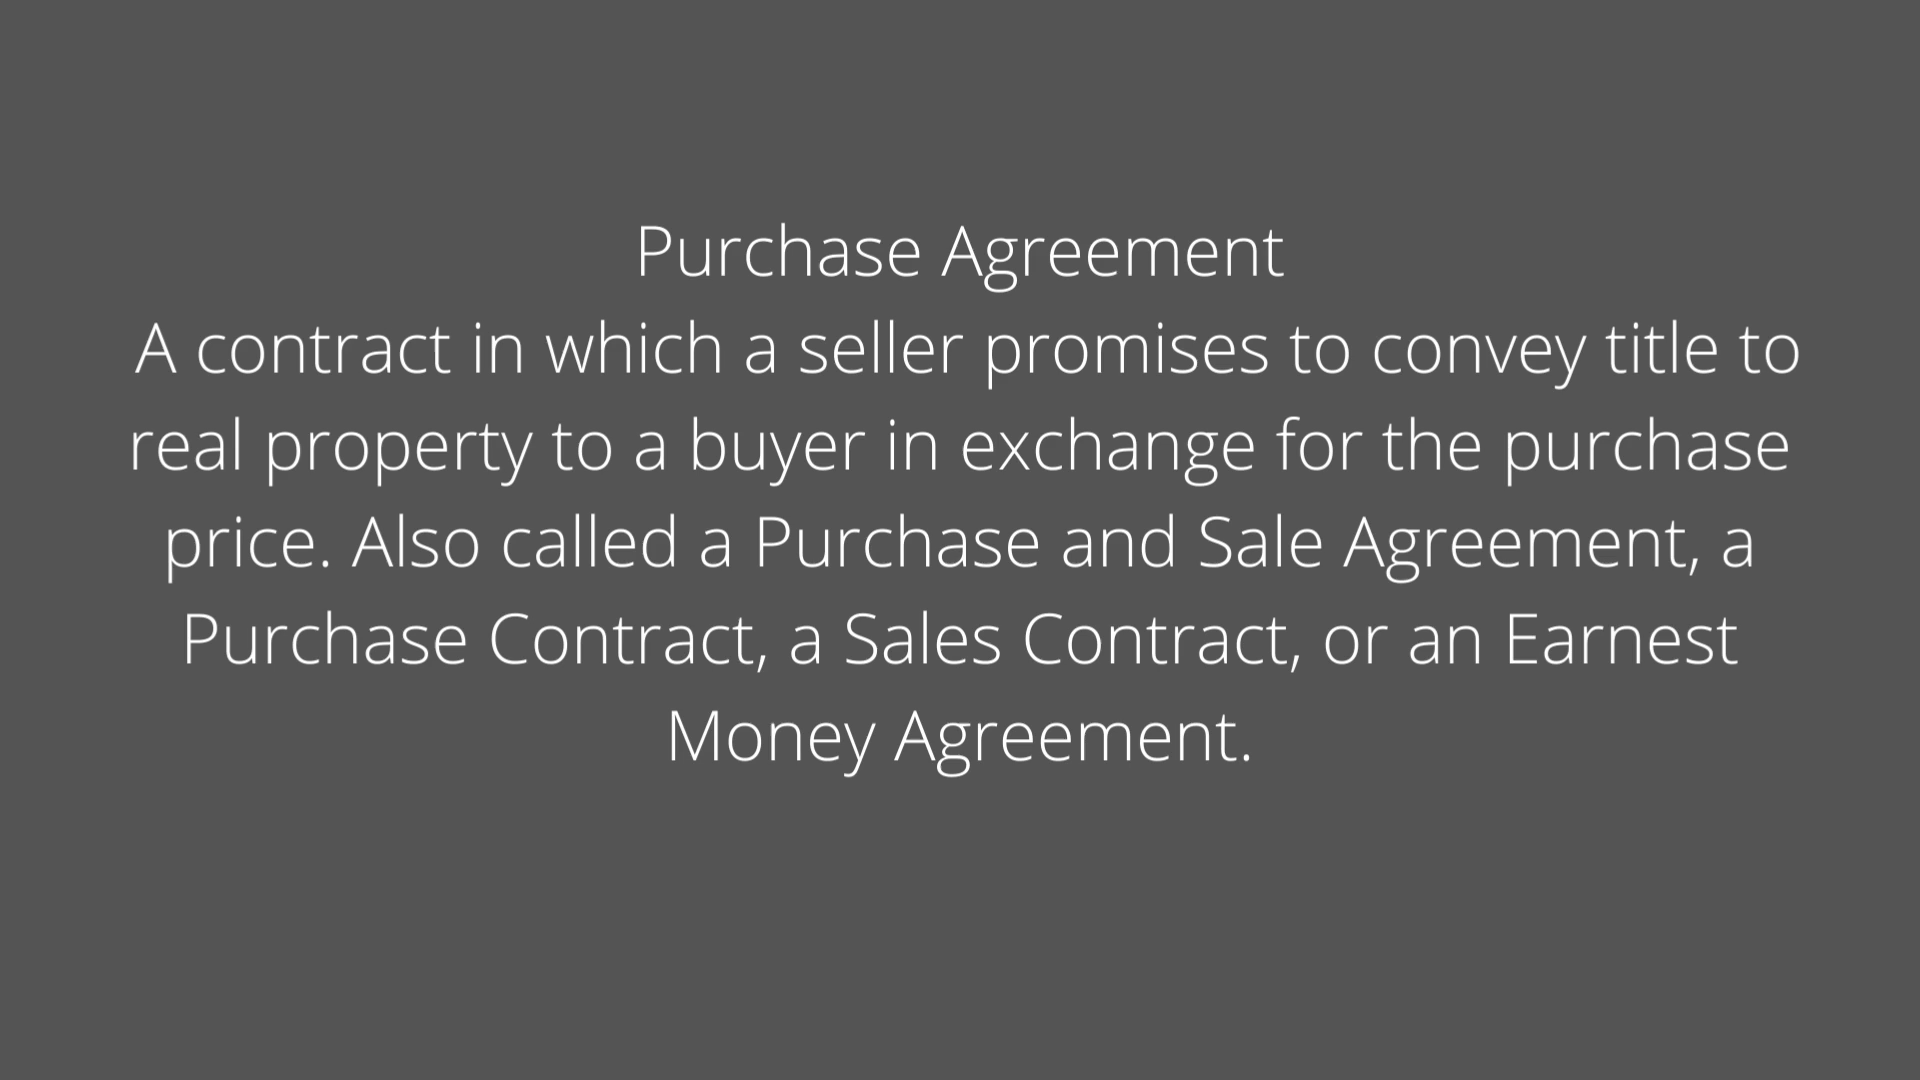 Purchase Agreement
A contract in which a seller promises to convey title to
real property to a buyer in exchange for the purchase
price. Also called a Purchase and Sale Agreement, a
Purchase Contract, a Sales Contract, or an Earnest
Money Agreement.